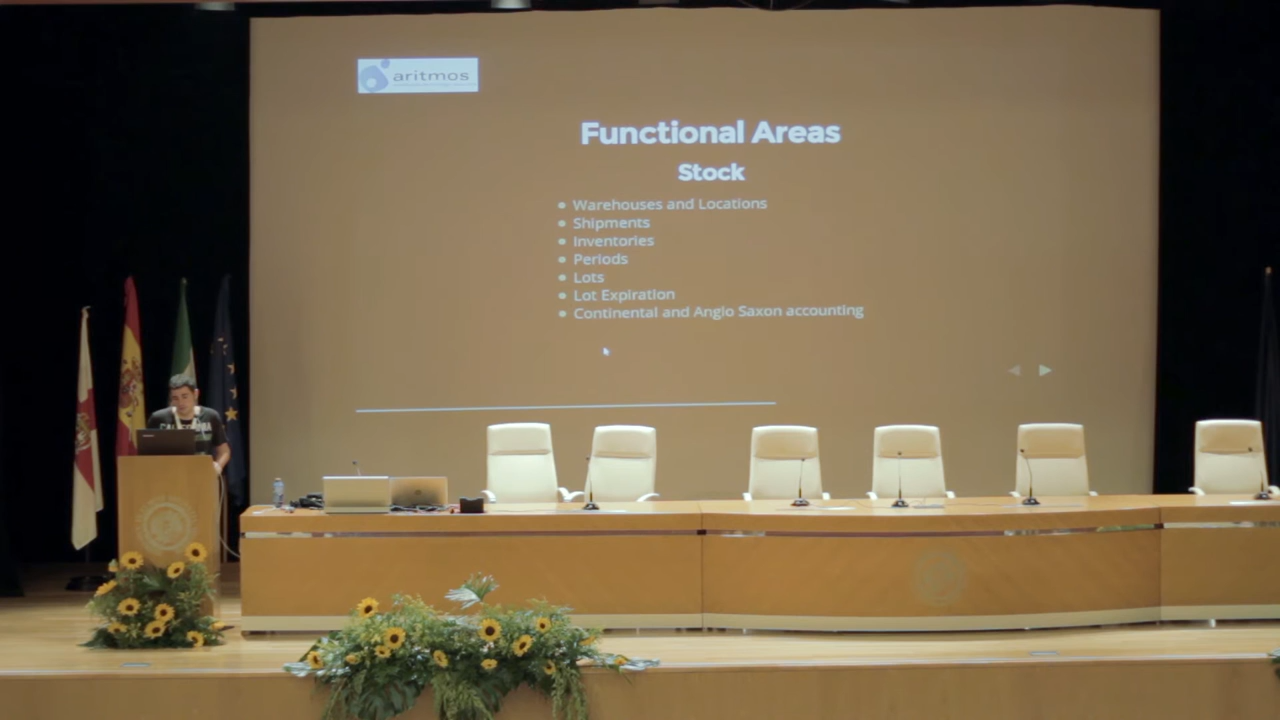 aritmos
Functional Areas
Stock
• Warehouses and Locations
• Shipments
• Inventories
• Periods
• Lots
• Lot Expiration
• Continental and Anglo Saxon accounting